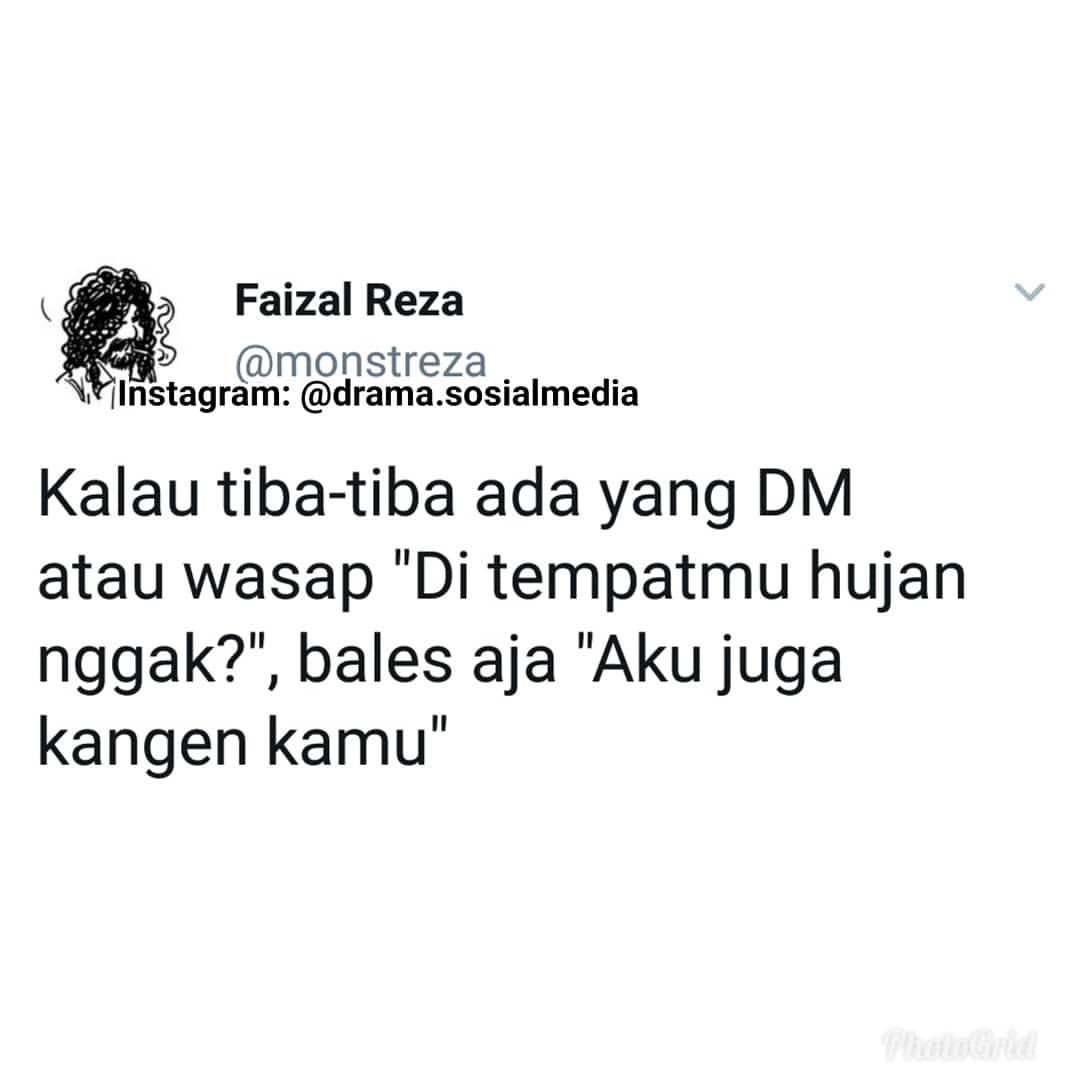 Faizal Reza
@monstreza
Instagram: @drama.sosialmedia
Kalau tiba-tiba ada yang DM
atau wasap "Di tempatmu hujan
nggak?", bales aja "Aku juga
kangen kamu"
PhotoGrid